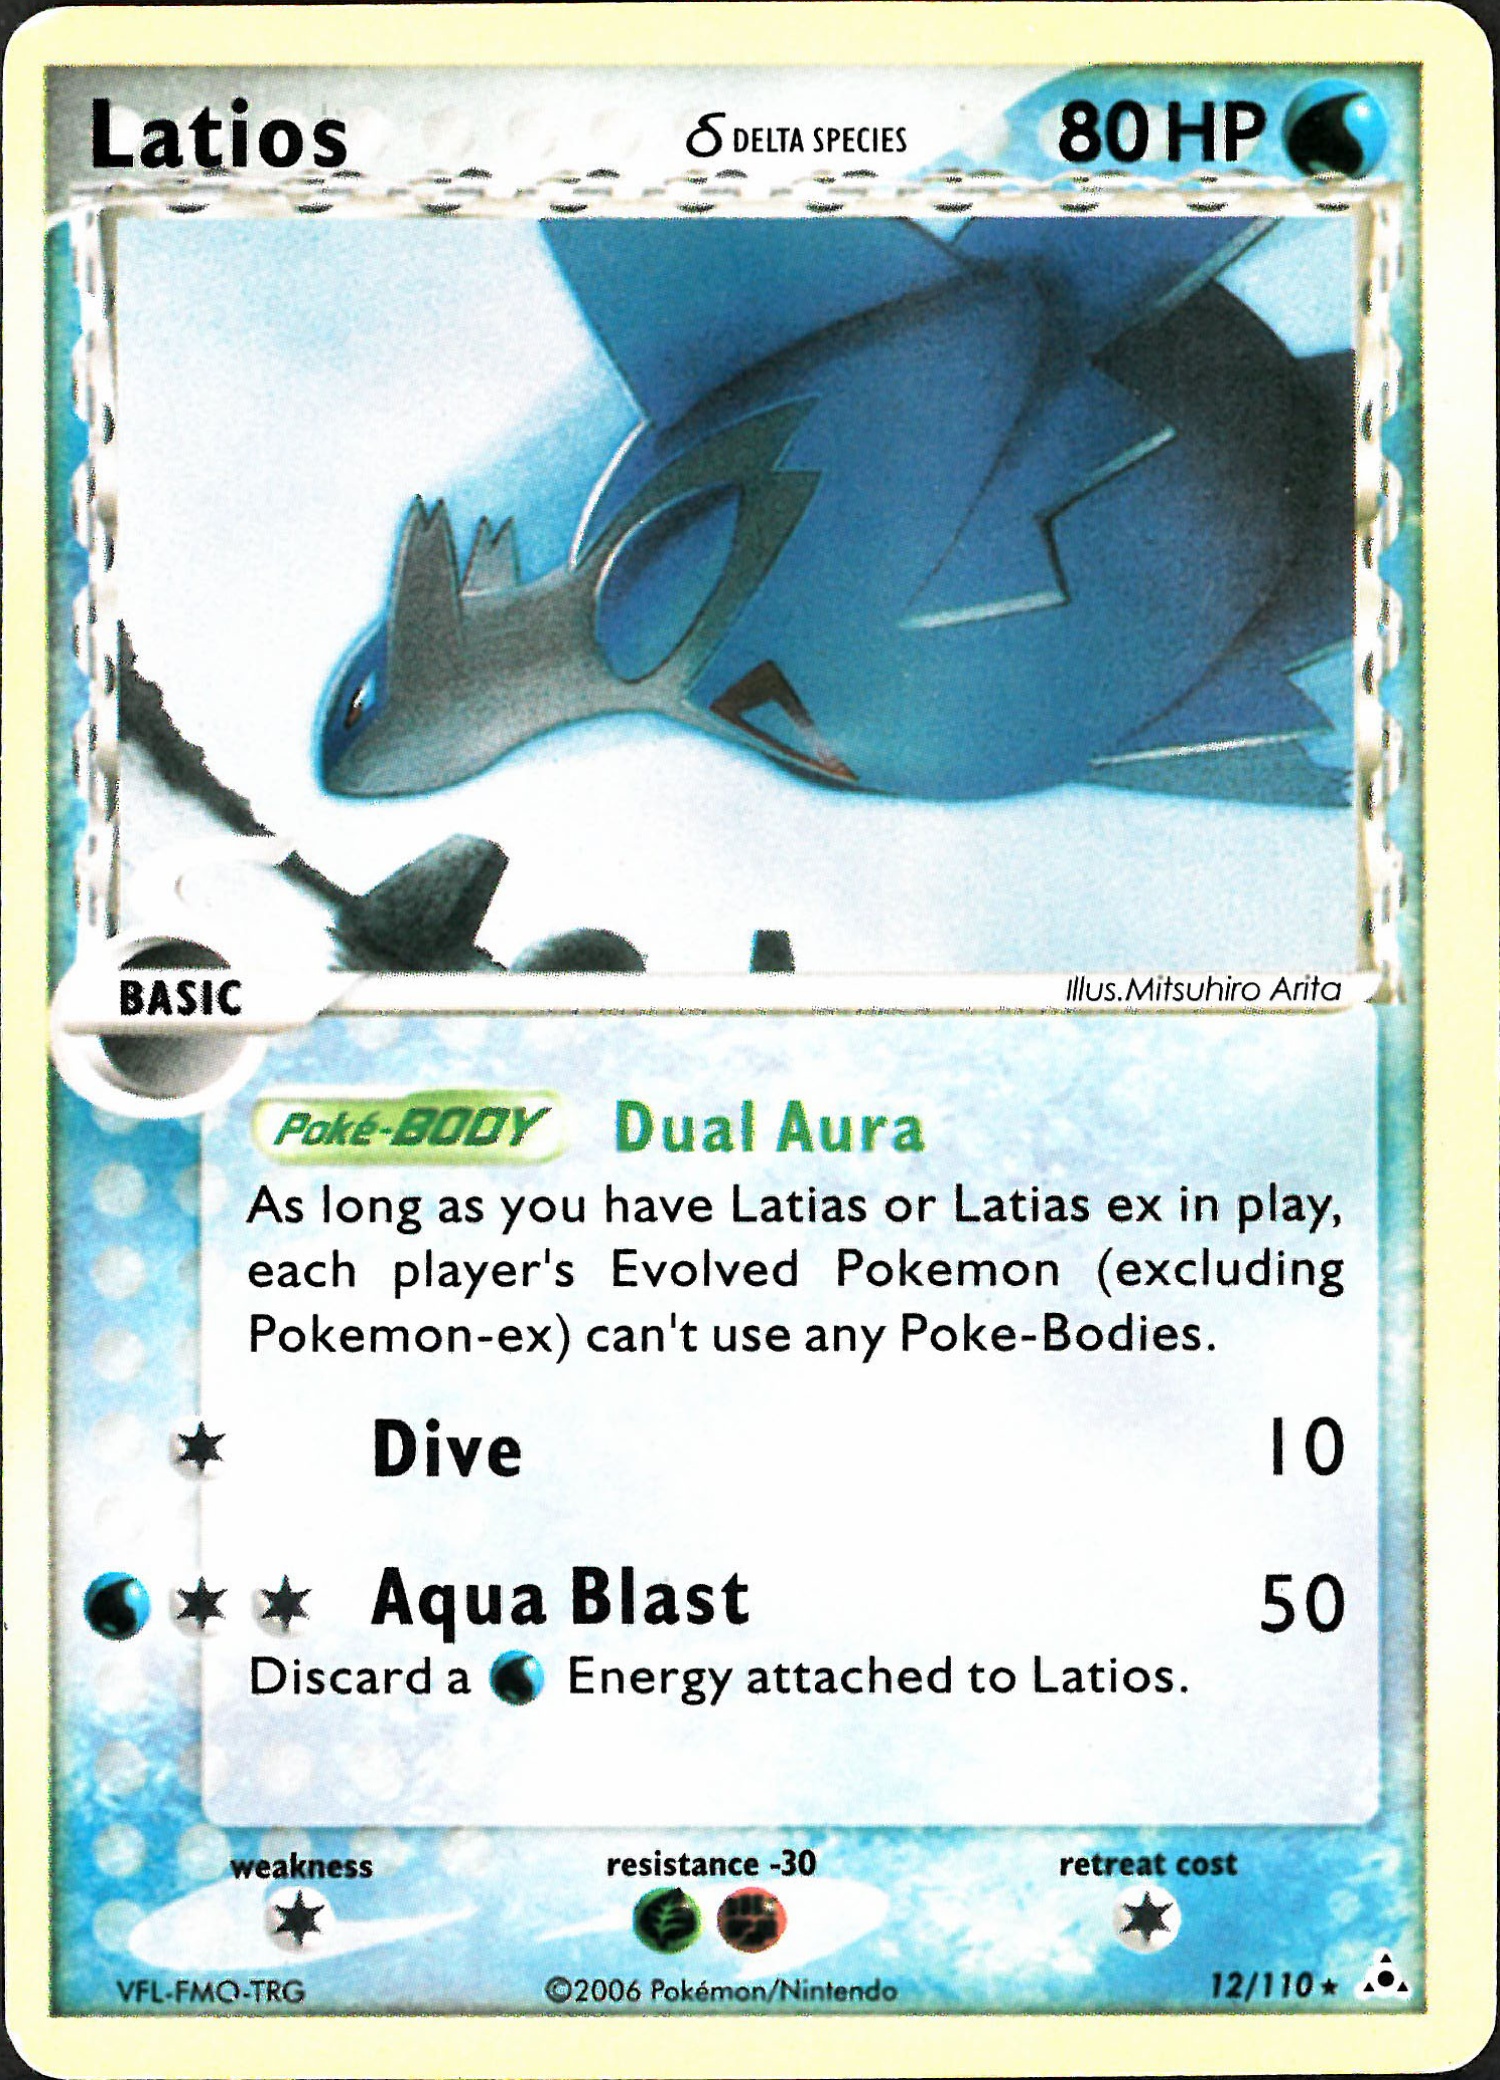 Latios δ DELTA SPECIES 80 HP
Illus.Mitsuhiro Arita
BASIC
Poké-BODY Dual Aura
As long as you have Latias or Latias ex in play,
each player's Evolved Pokemon (excluding
Pokemon-ex) can't use any Poke-Bodies.
Dive 10
Aqua Blast 50
Discard a Energy attached to Latios.
weakness resistance -30 retreat cost
VFL-FMO-TRG ©2006 Pokémon/Nintendo 12/110 ★